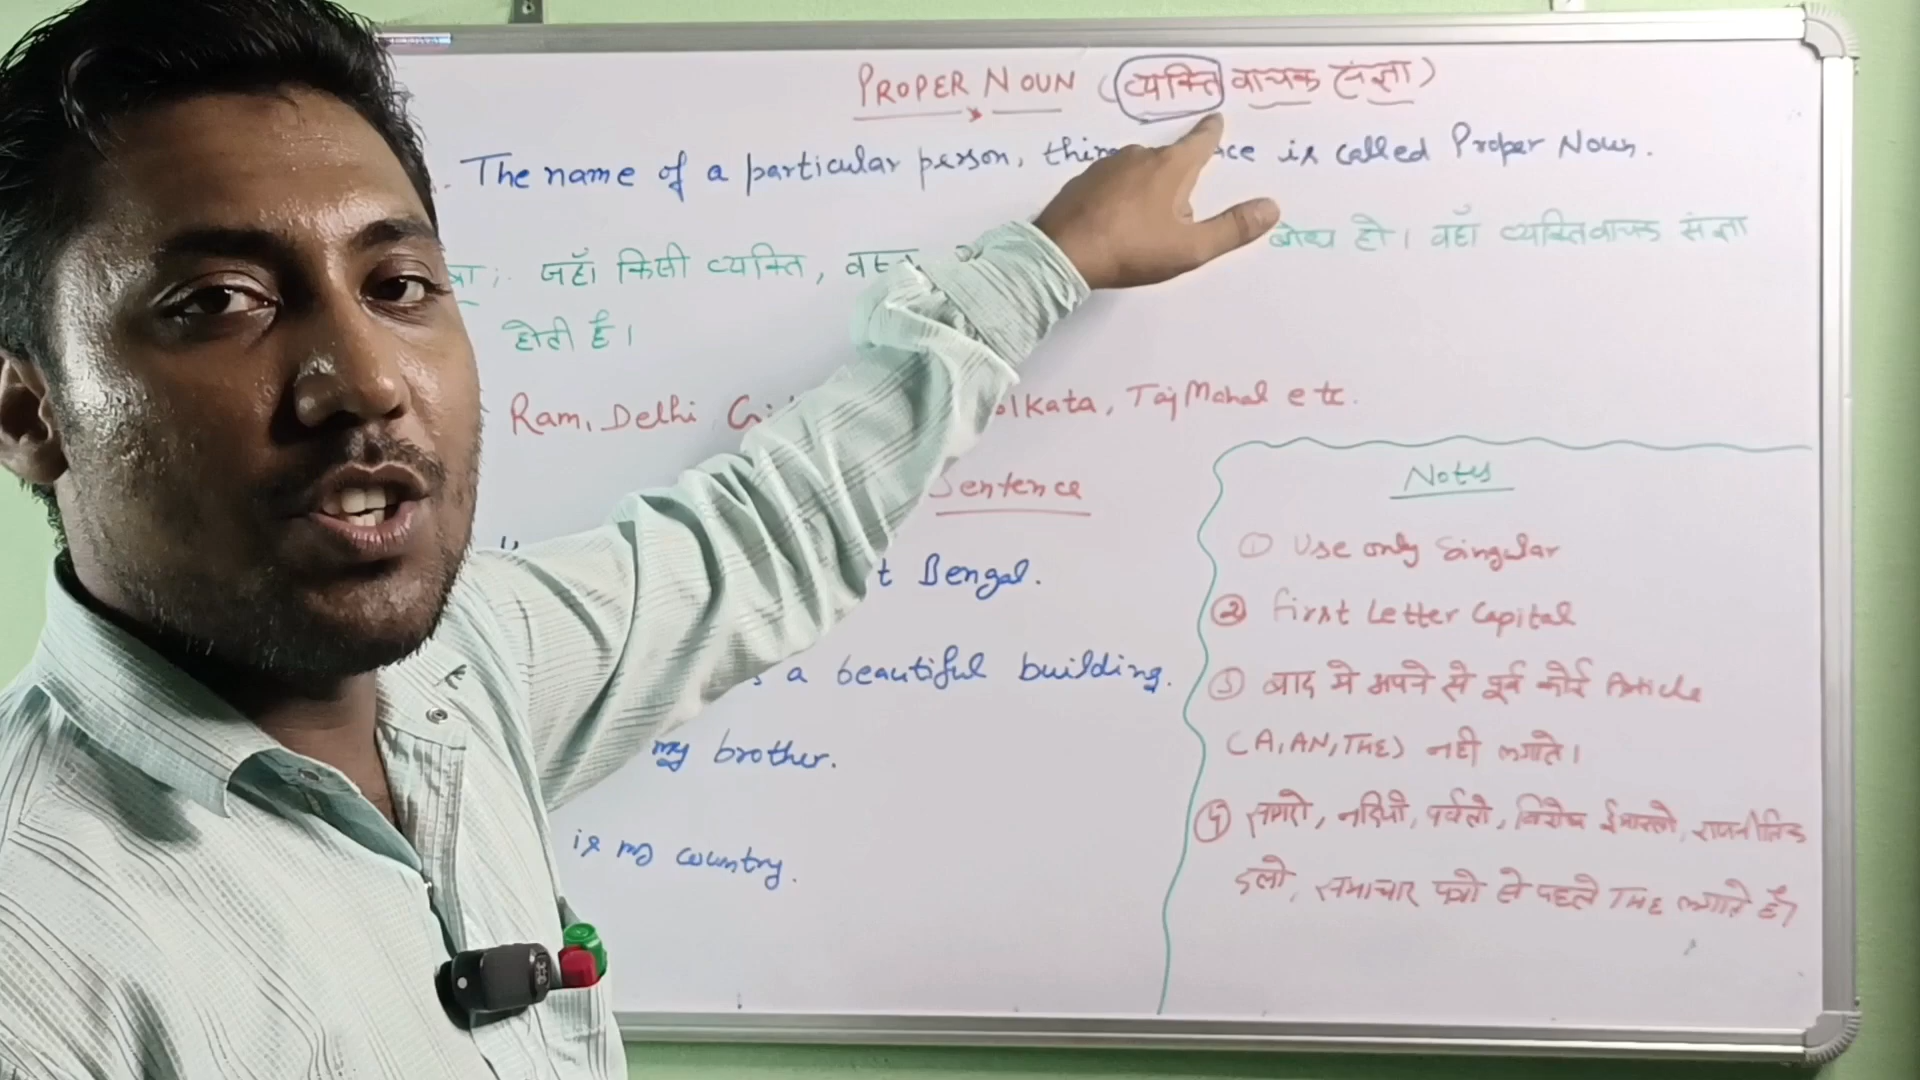 PROPER NOUN (व्यक्ति वाचक संज्ञा)
The name of a particular person, ce is called Proper Noun.
जहाँ किसी व्यक्ति, बोध हो। वहाँ व्यक्तिवाचक संज्ञा
होती है।
Ram, Delhi olkata, Taj Mahal etc.
Sentence
t Bengal.
a beautiful building.
my brother.
is my country.
Notes
① Use only Singular
② First Letter Capital
③ बाद मे अपने से पूर्व कोई Article
(A, AN, THE) नही लगाते।
④ सागरो, नदियो, पर्वतो, विशेष ईमारतो, राजनीतिक
दलो, समाचार पत्रो से पहले THE लगाते है।